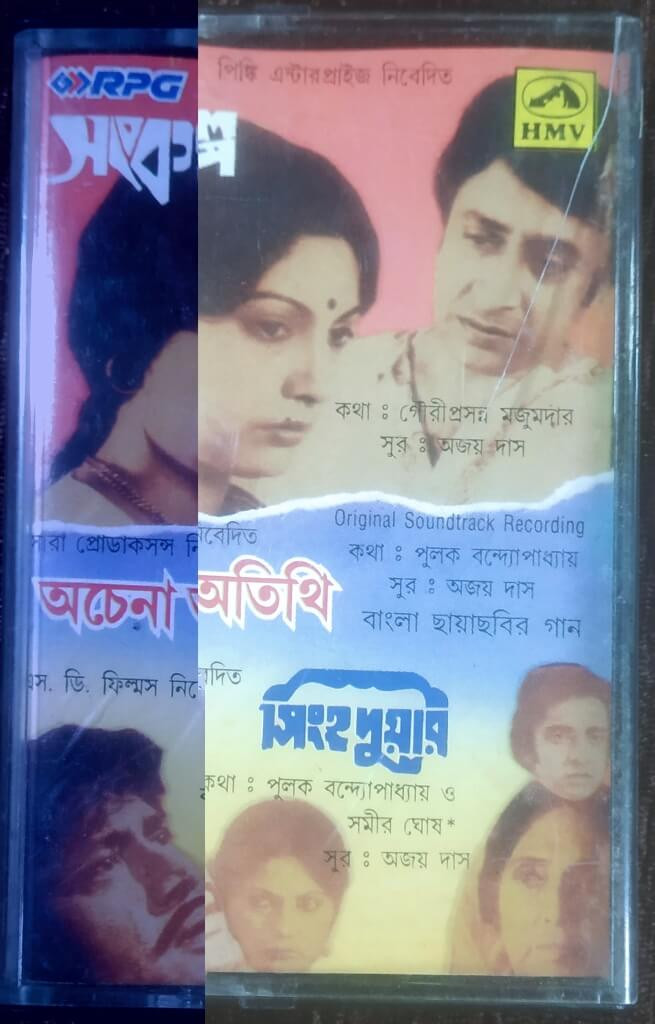 পিঙ্কি এন্টারপ্রাইজ নিবেদিত
RPG
HMV
সংকল্প
কথা : গৌরীপ্রসন্ন মজুমদার
সুর : অজয় দাস
সারা প্রোডাকসন্স নিবেদিত
Original Soundtrack Recording
অচেনা অতিথি
কথা : পুলক বন্দ্যোপাধ্যায়
সুর : অজয় দাস
বাংলা ছায়াছবির গান
এস. ডি. ফিল্মস নিবেদিত
সিংহদুয়ার
কথা : পুলক বন্দ্যোপাধ্যায় ও
সমীর ঘোষ*
সুর : অজয় দাস